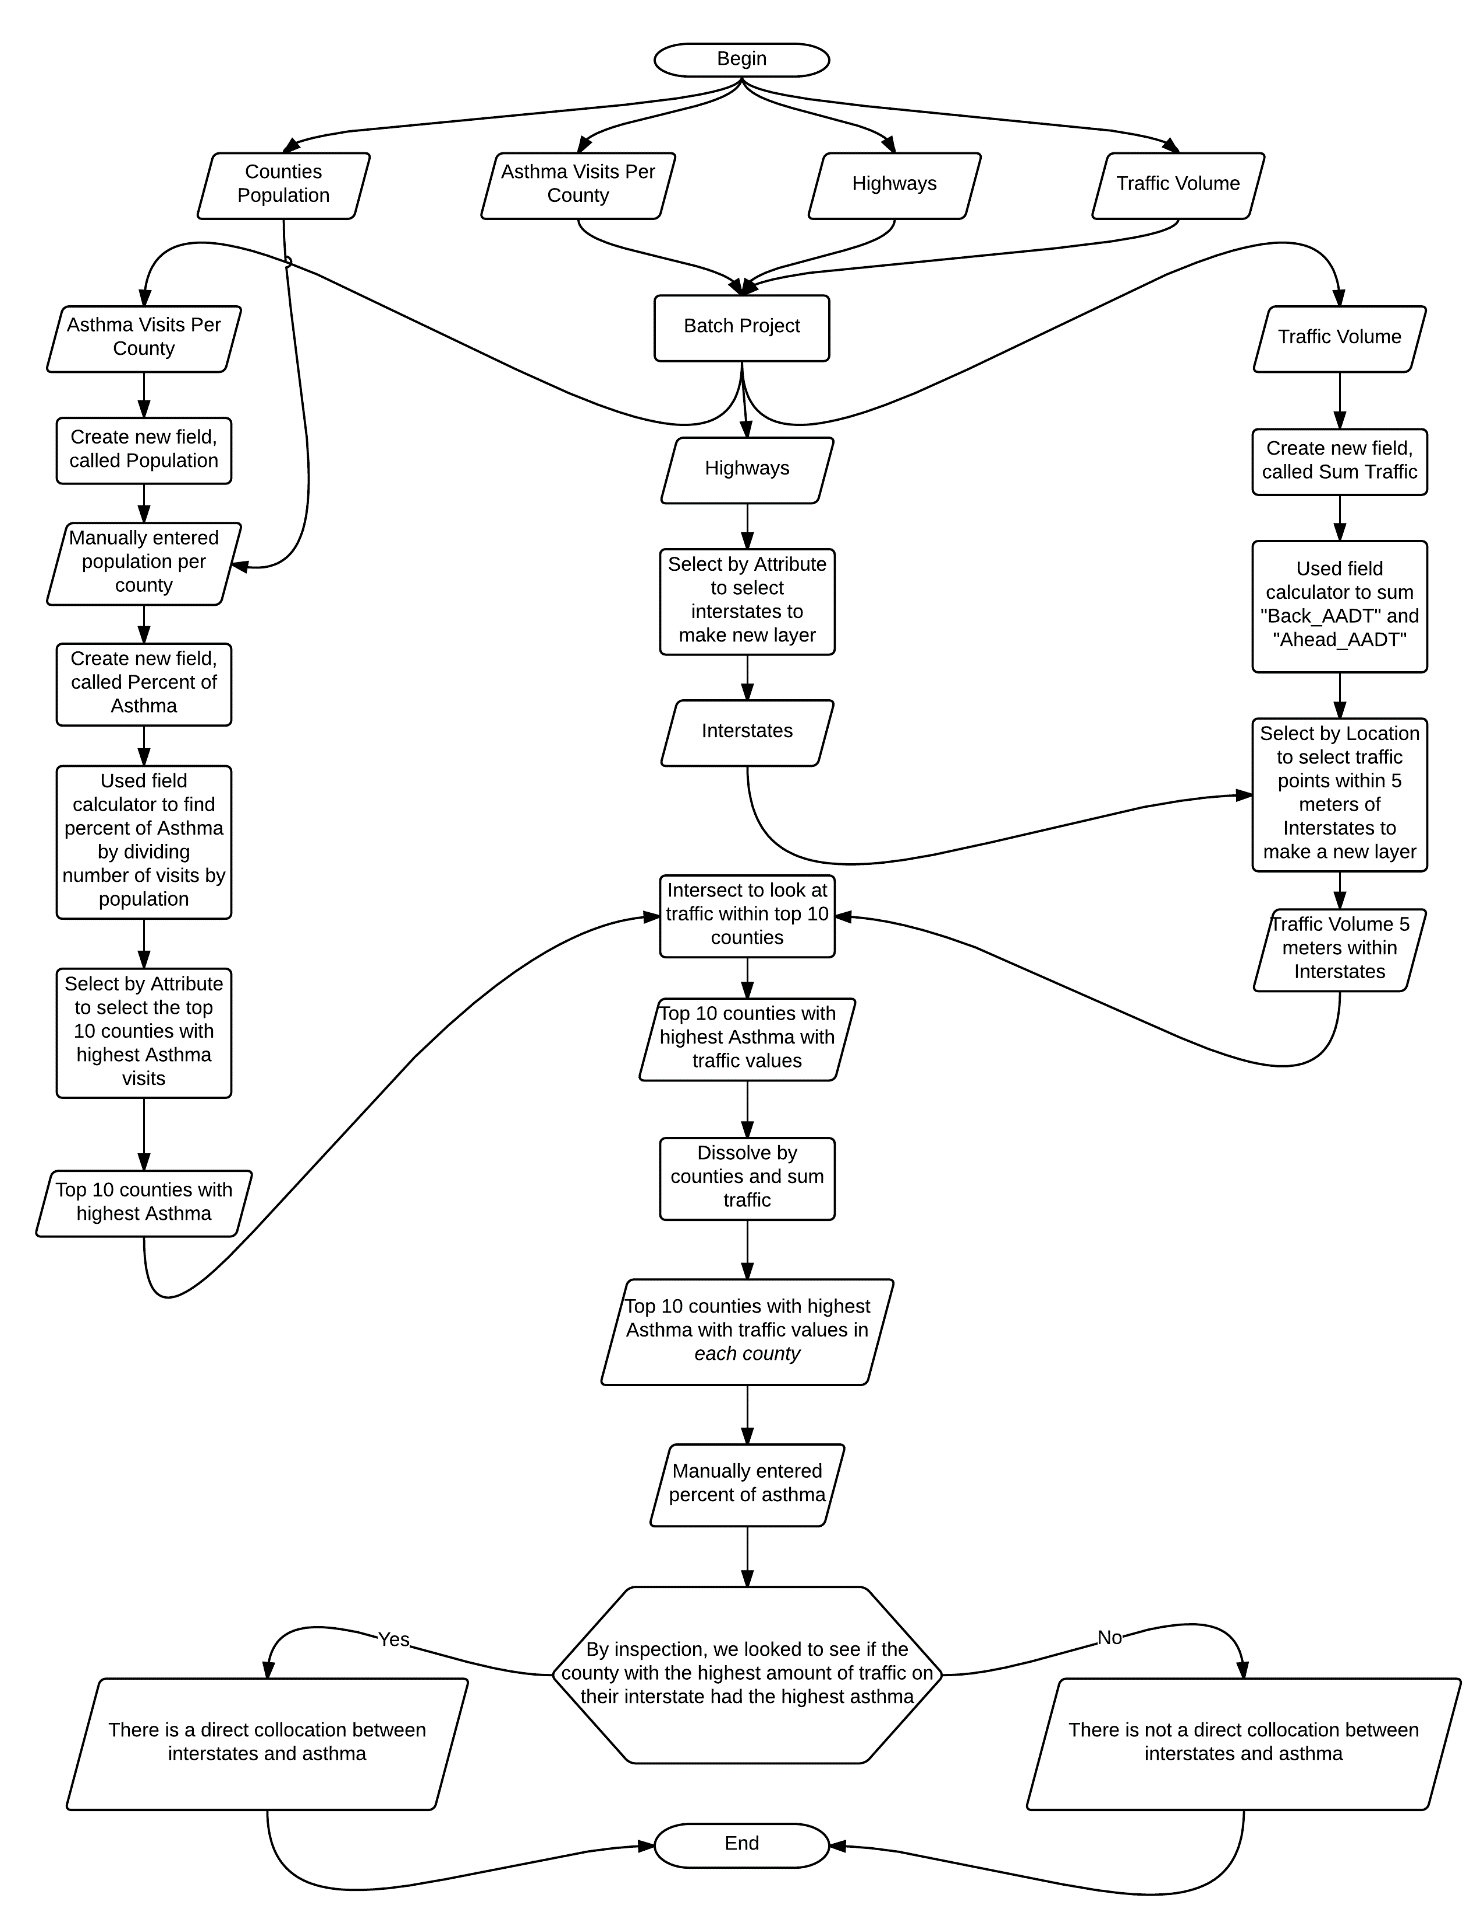 Begin
Counties
Population
Asthma Visits Per
County
Highways
Traffic Volume
Batch Project
Asthma Visits Per
County
Create new field,
called Population
Manually entered
population per
county
Create new field,
called Percent of
Asthma
Used field
calculator to find
percent of Asthma
by dividing
number of visits by
population
Select by Attribute
to select the top
10 counties with
highest Asthma
visits
Top 10 counties with
highest Asthma
Highways
Select by Attribute
to select
interstates to
make new layer
Interstates
Traffic Volume
Create new field,
called Sum Traffic
Used field
calculator to sum
"Back_AADT" and
"Ahead_AADT"
Select by Location
to select traffic
points within 5
meters of
Interstates to
make a new layer
Traffic Volume 5
meters within
Interstates
Intersect to look at
traffic within top 10
counties
Top 10 counties with
highest Asthma with
traffic values
Dissolve by
counties and sum
traffic
Top 10 counties with highest
Asthma with traffic values in
each county
Manually entered
percent of asthma
By inspection, we looked to see if the
county with the highest amount of traffic on
their interstate had the highest asthma
Yes
No
There is a direct collocation between
interstates and asthma
There is not a direct collocation between
interstates and asthma
End